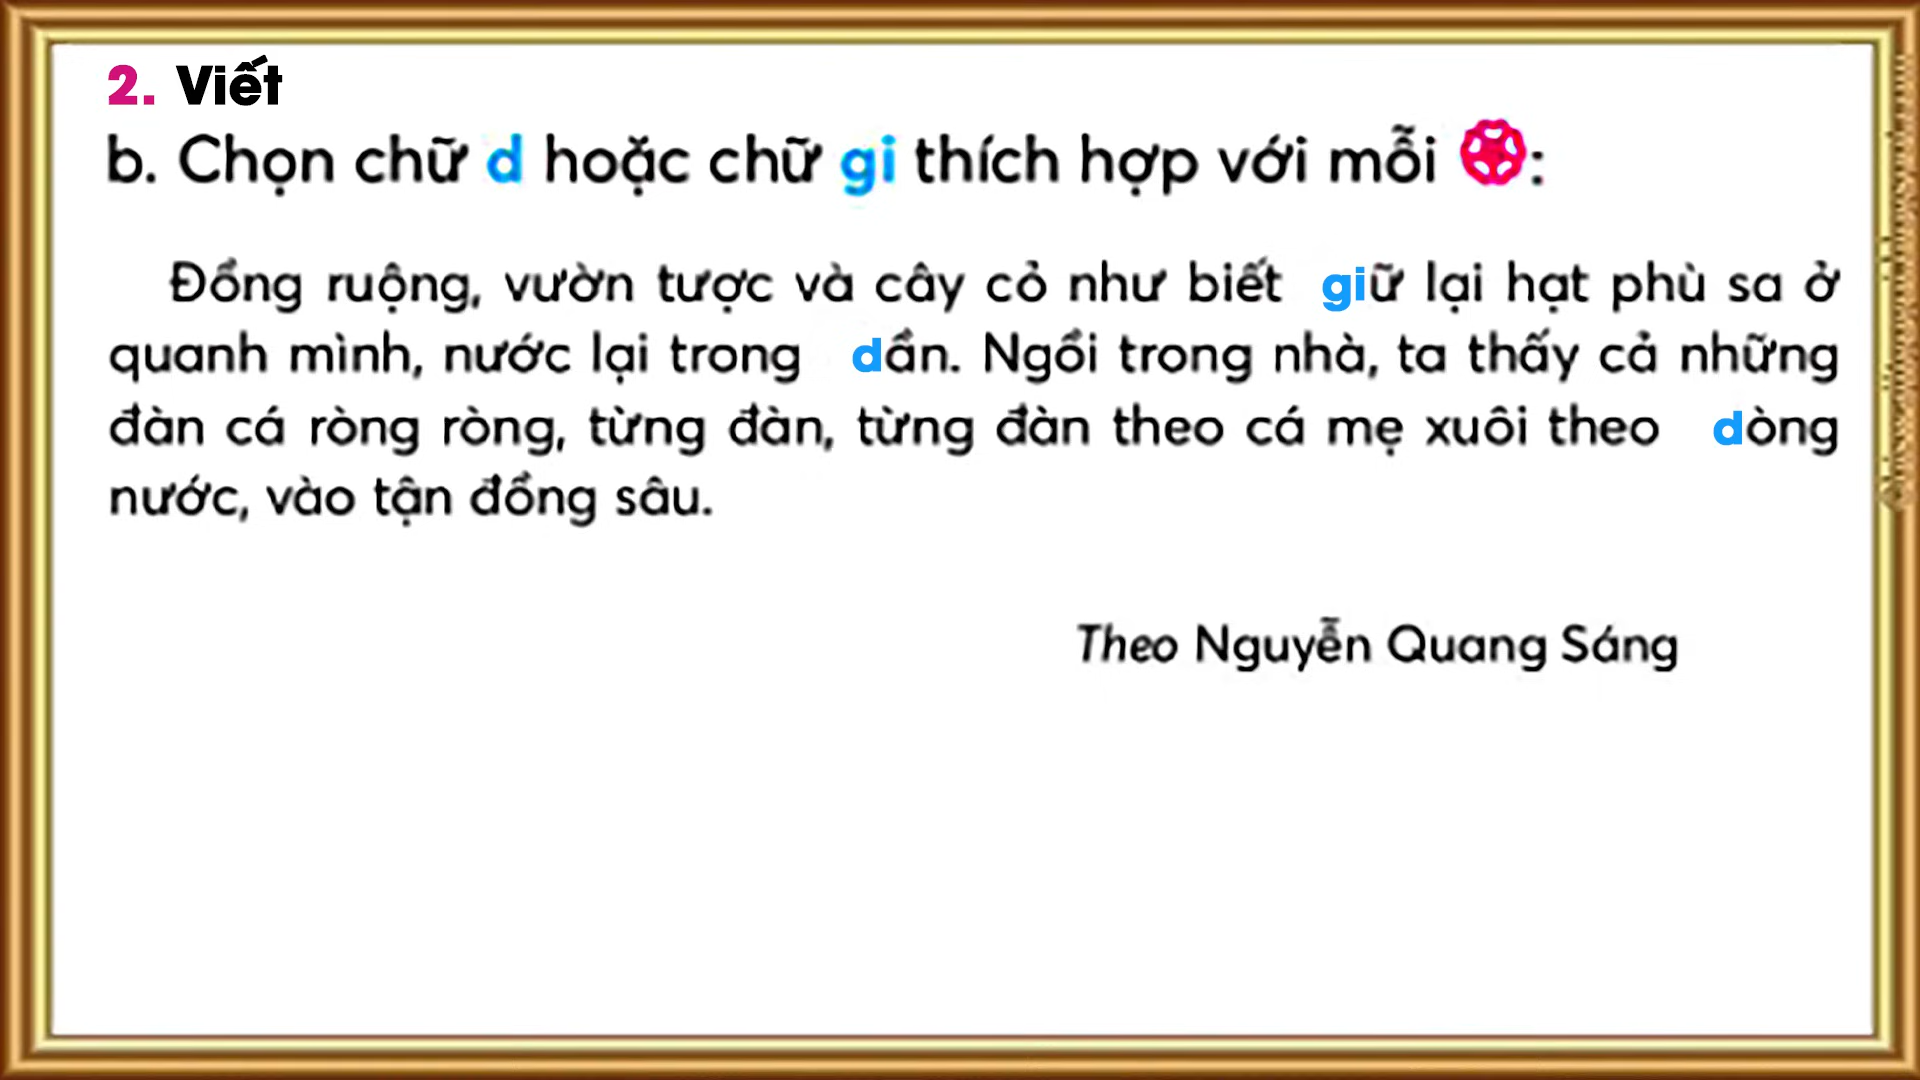 2. Viết
b. Chọn chữ d hoặc chữ gi thích hợp với mỗi :
Đồng ruộng, vườn tược và cây cỏ như biết giữ lại hạt phù sa ở
quanh mình, nước lại trong dần. Ngồi trong nhà, ta thấy cả những
đàn cá ròng ròng, từng đàn, từng đàn theo cá mẹ xuôi theo dòng
nước, vào tận đồng sâu.
Theo Nguyễn Quang Sáng